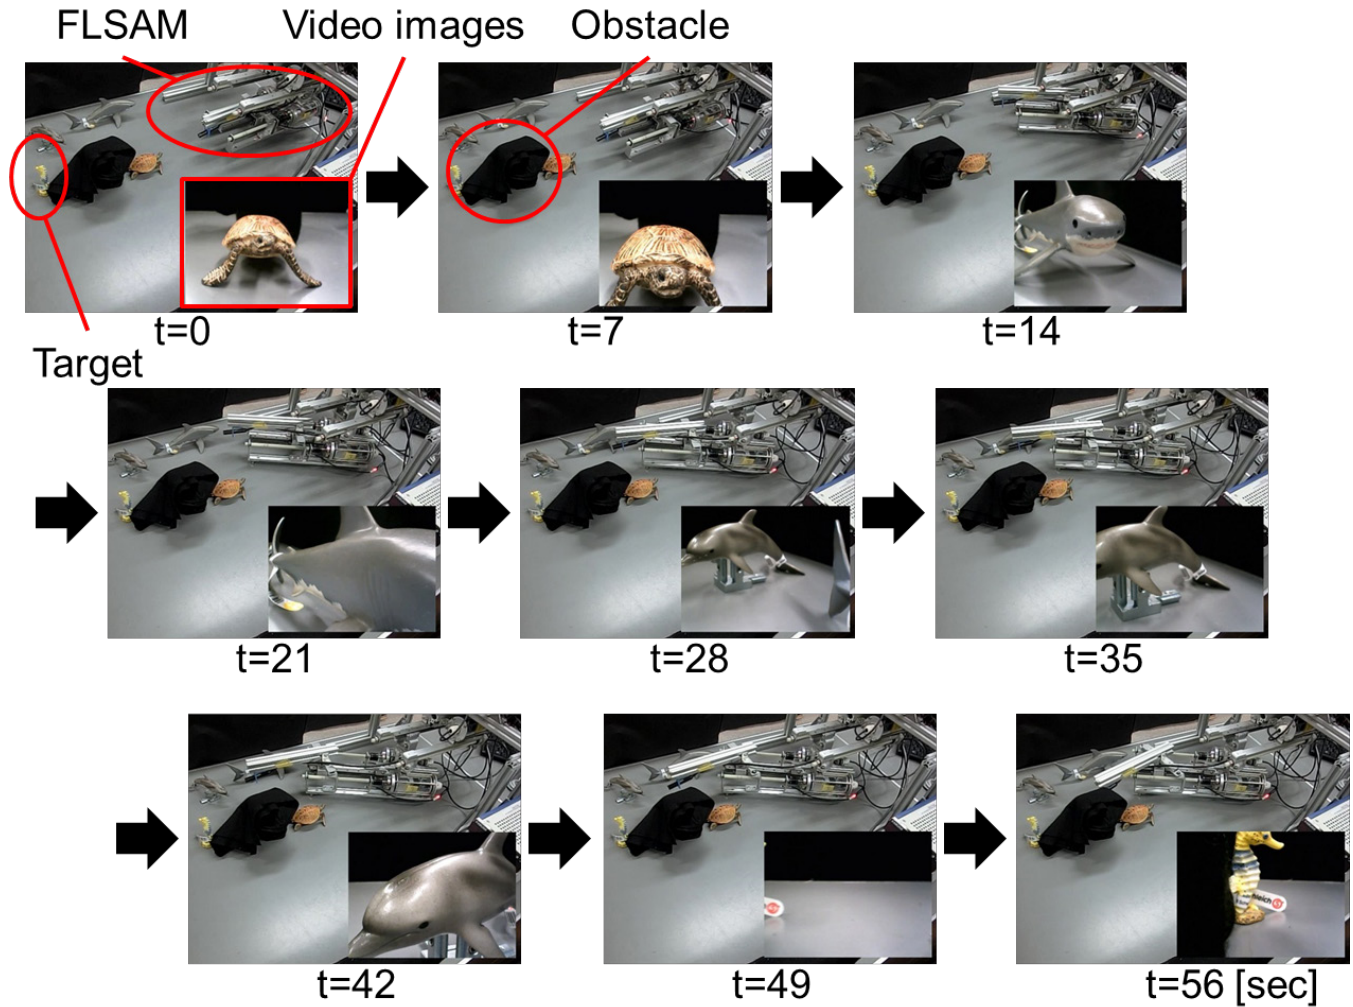 FLSAM
Video images
Obstacle
t=0
t=7
t=14
Target
t=21
t=28
t=35
t=42
t=49
t=56 [sec]